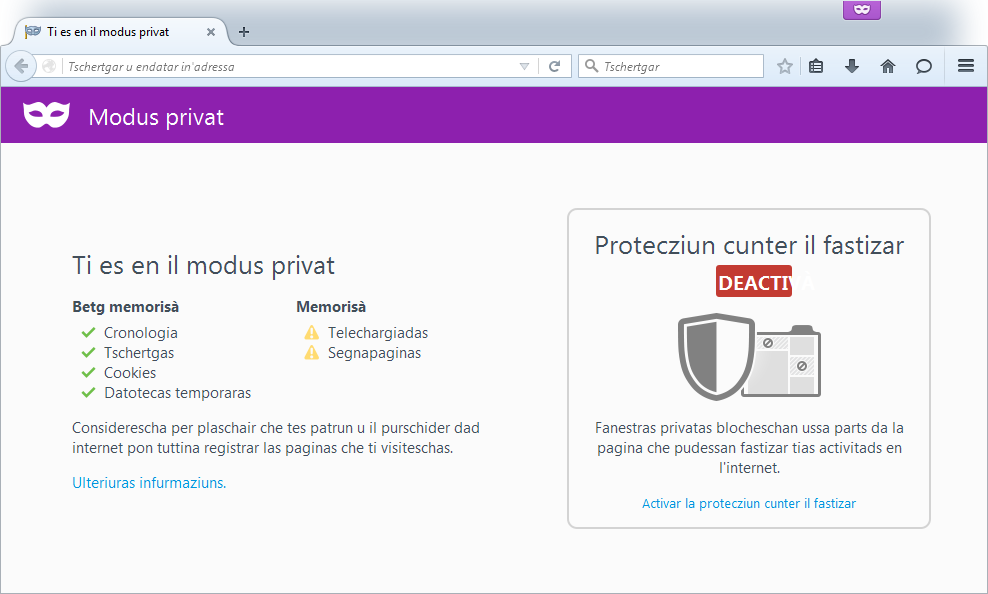 Ti es en il modus privat
Tschertgar u endatar in'adressa
Tschertgar
Modus privat
Ti es en il modus privat
Betg memorisà
Cronologia
Tschertgas
Cookies
Datotecas temporaras
Memorisà
Telechargiadas
Segnapaginas
Considerescha per plaschair che tes patrun u il purschider dad
internet pon tuttina registrar las paginas che ti visiteschas.
Ulteriuras infurmaziuns.
Protecziun cunter il fastizar
DEACTIVÀ
Fanestras privatas blocheschan ussa parts da la
pagina che pudessan fastizar tias activitads en
l'internet.
Activar la protecziun cunter il fastizar